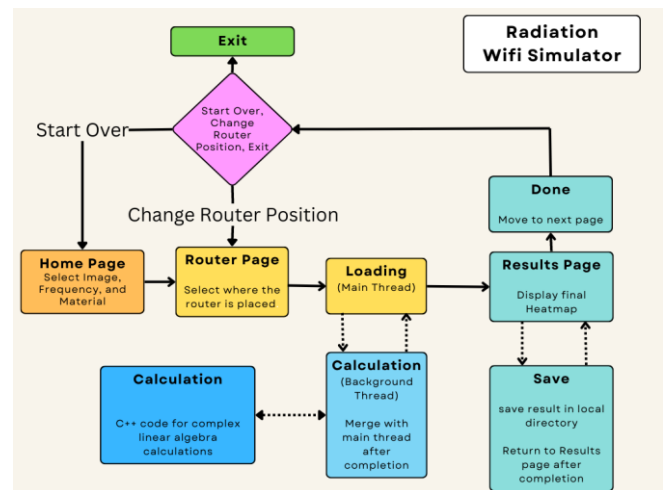 Radiation
Wifi Simulator
Exit
Start Over,
Change
Router
Position, Exit
Start Over
Change Router Position
Done
Move to next page
Home Page
Select Image,
Frequency, and
Material
Router Page
Select where the
router is placed
Loading
(Main Thread)
Results Page
Display final
Heatmap
Calculation
C++ code for complex
linear algebra
calculations
Calculation
(Background
Thread)
Merge with
main thread
after
completion
Save
save result in local
directory
Return to Results
page after
completion